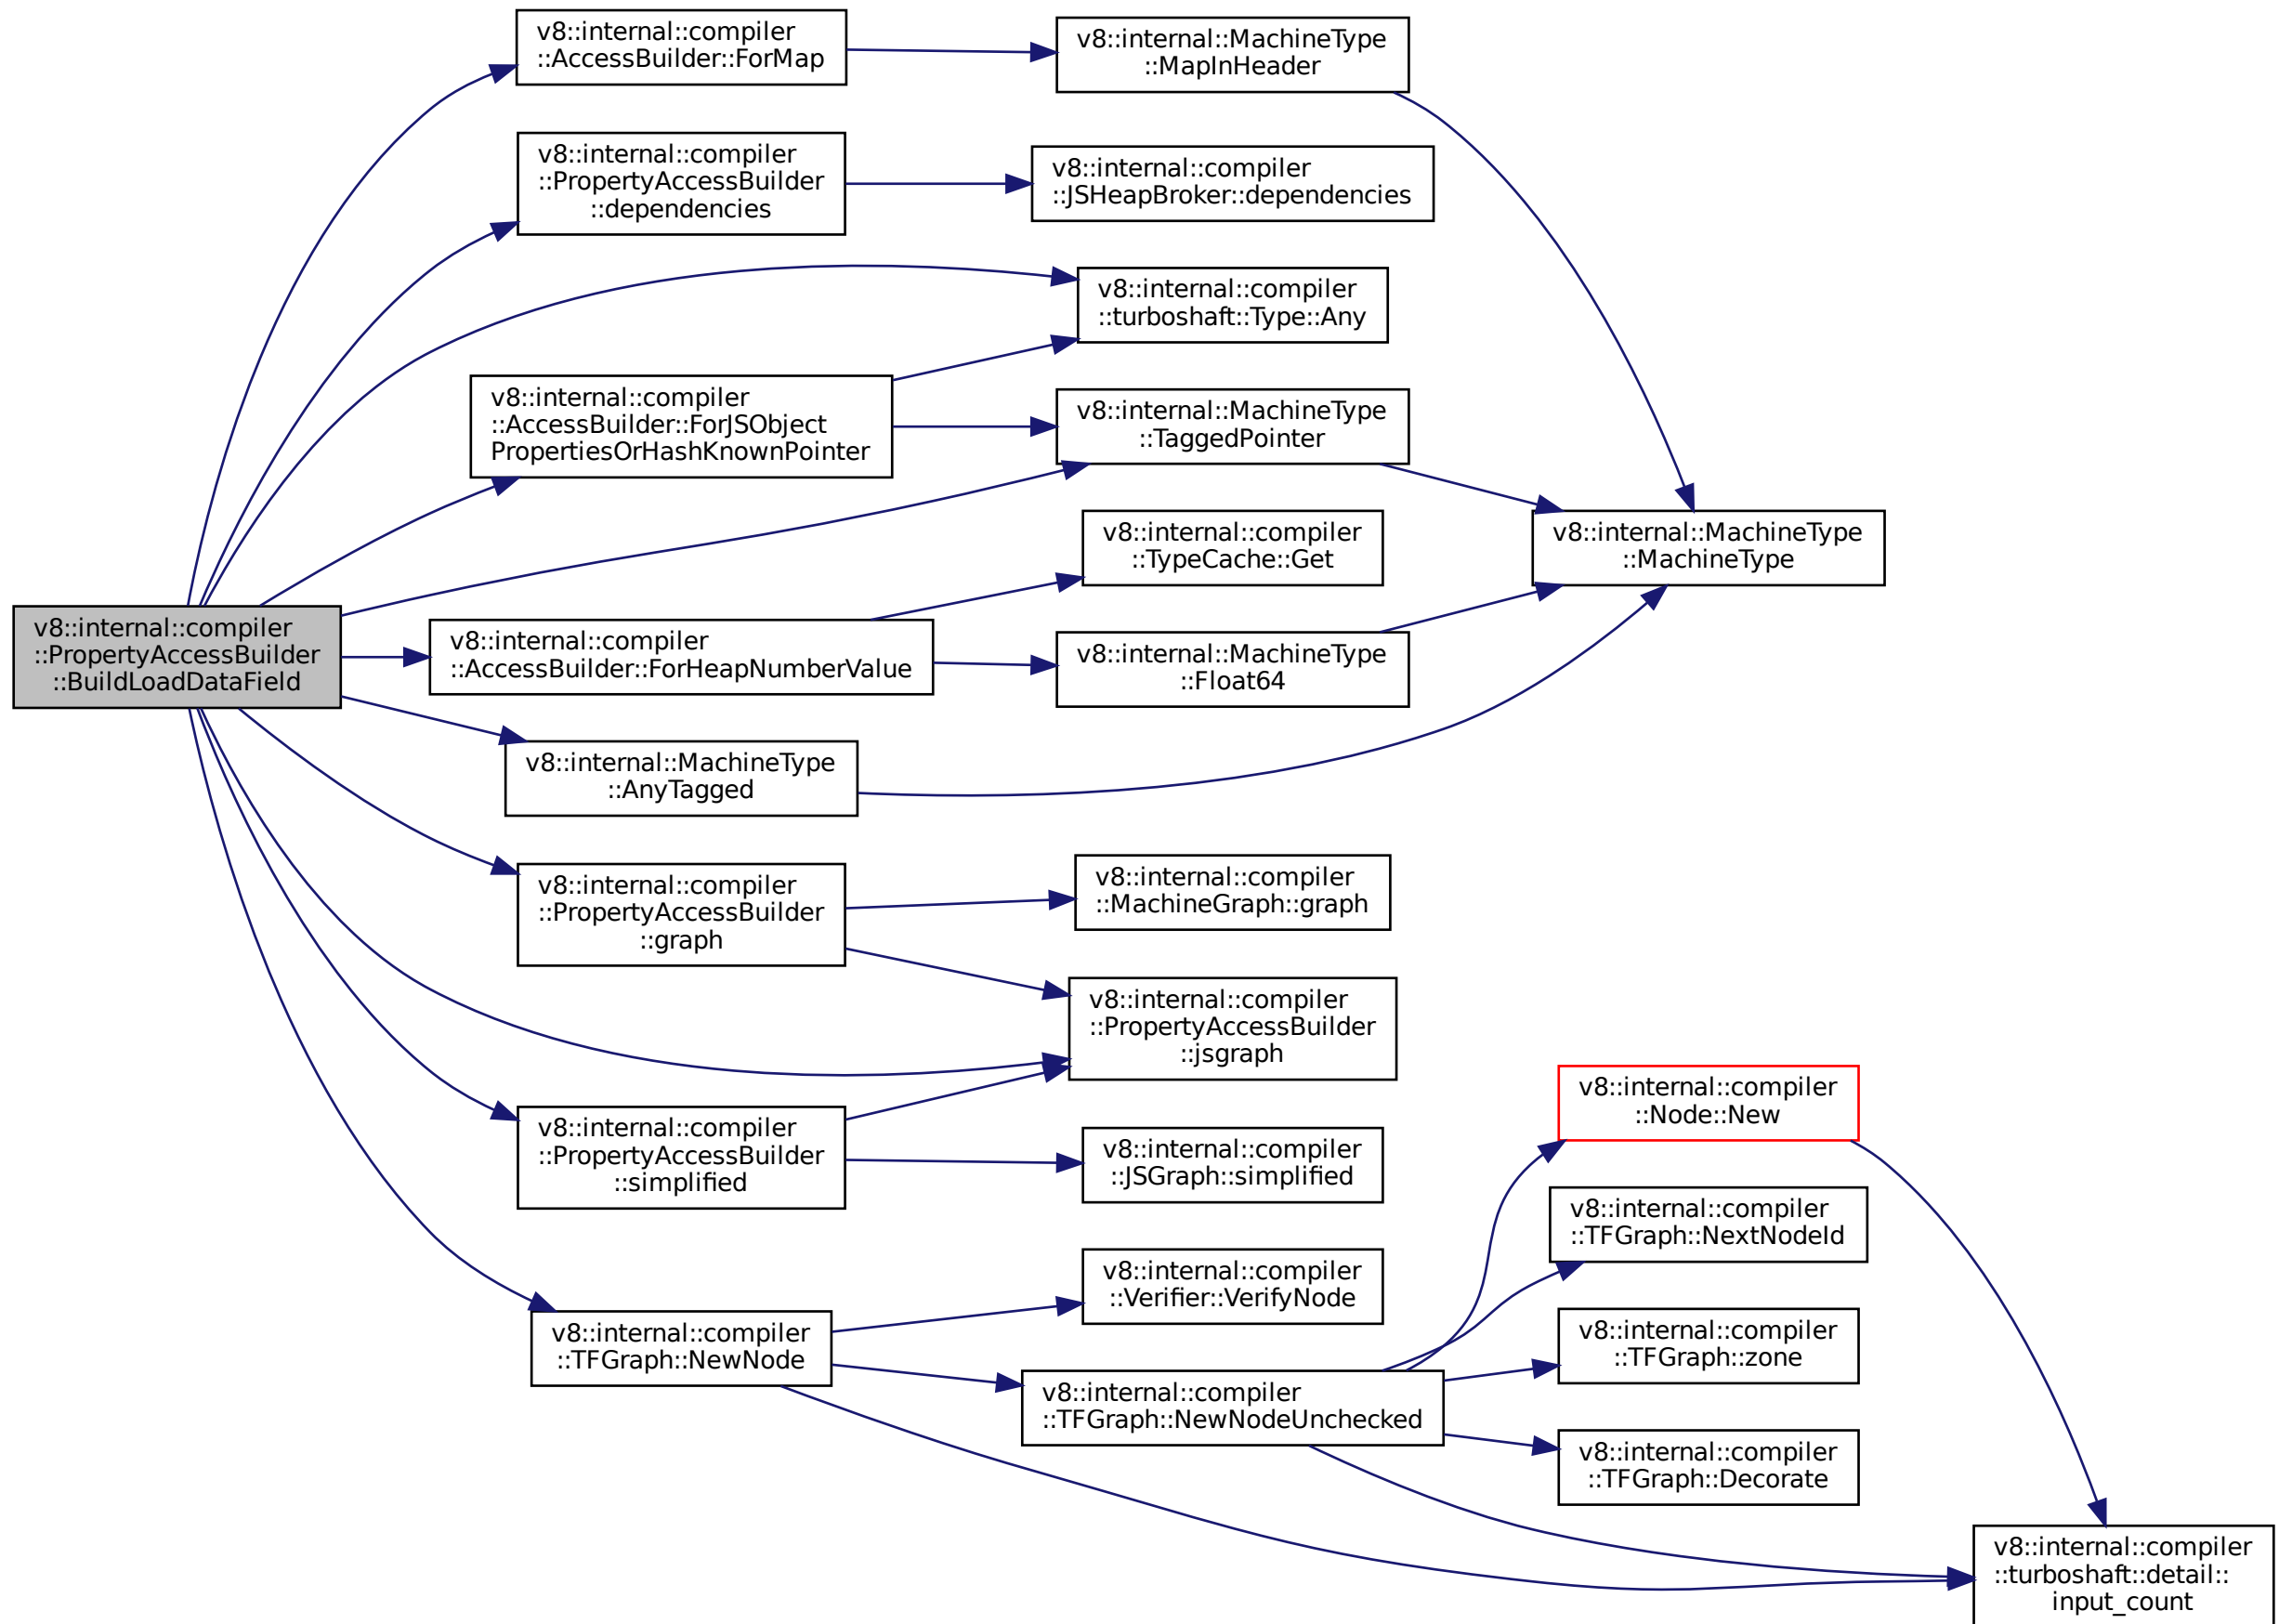 v8::internal::compiler
::AccessBuilder::ForMap
v8::internal::MachineType
::MapInHeader
v8::internal::compiler
::PropertyAccessBuilder
::dependencies
v8::internal::compiler
::JSHeapBroker::dependencies
v8::internal::compiler
::turboshaft::Type::Any
v8::internal::compiler
::AccessBuilder::ForJSObject
PropertiesOrHashKnownPointer
v8::internal::MachineType
::TaggedPointer
v8::internal::compiler
::TypeCache::Get
v8::internal::MachineType
::MachineType
v8::internal::compiler
::PropertyAccessBuilder
::BuildLoadDataField
v8::internal::compiler
::AccessBuilder::ForHeapNumberValue
v8::internal::MachineType
::Float64
v8::internal::MachineType
::AnyTagged
v8::internal::compiler
::PropertyAccessBuilder
::graph
v8::internal::compiler
::MachineGraph::graph
v8::internal::compiler
::PropertyAccessBuilder
::jsgraph
v8::internal::compiler
::Node::New
v8::internal::compiler
::PropertyAccessBuilder
::simplified
v8::internal::compiler
::JSGraph::simplified
v8::internal::compiler
::TFGraph::NextNodeId
v8::internal::compiler
::Verifier::VerifyNode
v8::internal::compiler
::TFGraph::NewNode
v8::internal::compiler
::TFGraph::zone
v8::internal::compiler
::TFGraph::NewNodeUnchecked
v8::internal::compiler
::TFGraph::Decorate
v8::internal::compiler
::turboshaft::detail::
input_count